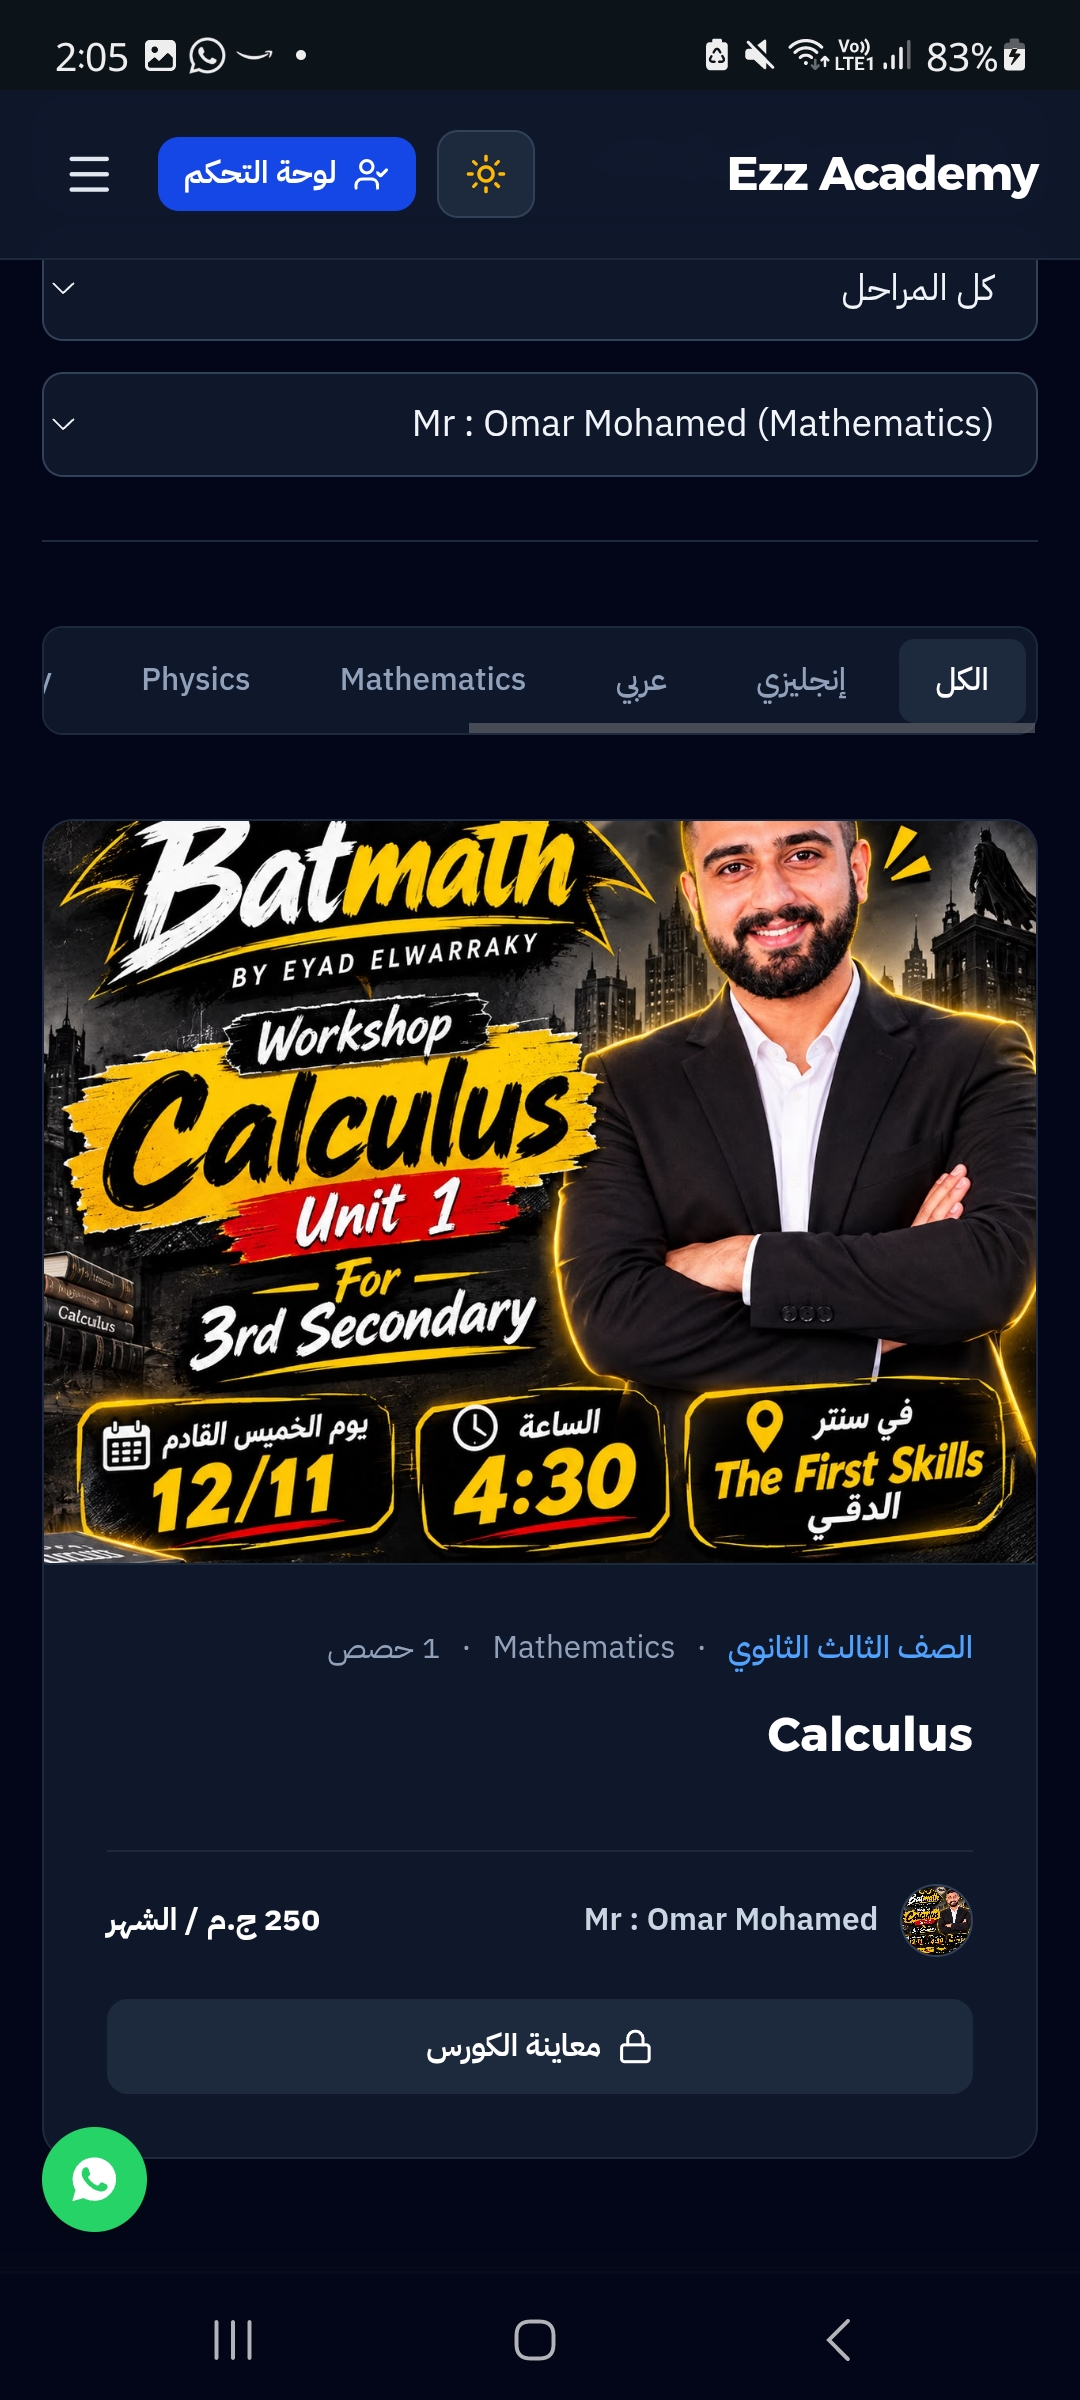 2:05
Vo)) LTE1 83%
Ezz Academy
لوحة التحكم
كل المراحل
Mr : Omar Mohamed (Mathematics)
الكل إنجليزي عربي Mathematics Physics y
Batmath
BY EYAD ELWARRAKY
Workshop
Calculus
Unit 1
For
3rd Secondary
Calculus
يوم الخميس القادم
12/11
الساعة
4:30
في سنتر
The First Skills
الدقي
الصف الثالث الثانوي · Mathematics · 1 حصص
Calculus
Mr : Omar Mohamed
250 ج.م / الشهر
معاينة الكورس